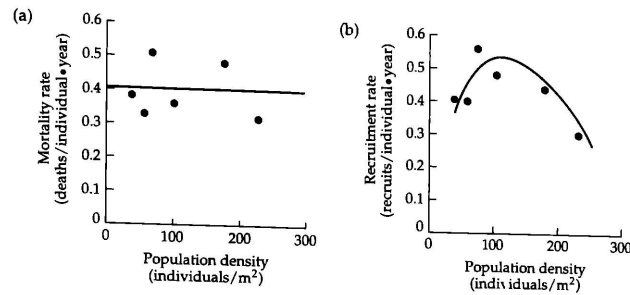 (a)
0.6
0.5
0.4
0.3
0.2
0.1
0
Mortality rate
(deaths/individual•year)
0
100
200
300
Population density
(individuals/m²)
(b)
0.6
0.5
0.4
0.3
0.2
0.1
0
Recruitment rate
(recruits/individual•year)
0
100
200
300
Population density
(individuals/m²)